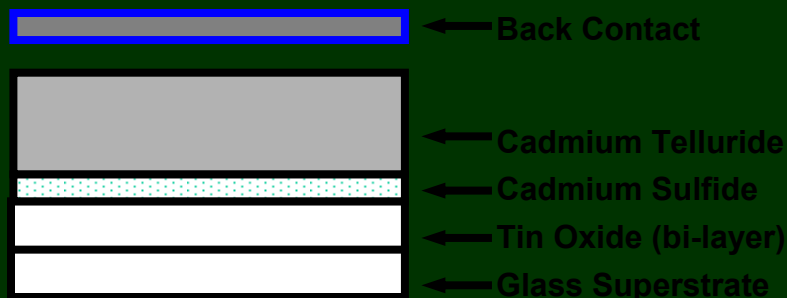 Back Contact
Cadmium Telluride
Cadmium Sulfide
Tin Oxide (bi-layer)
Glass Superstrate